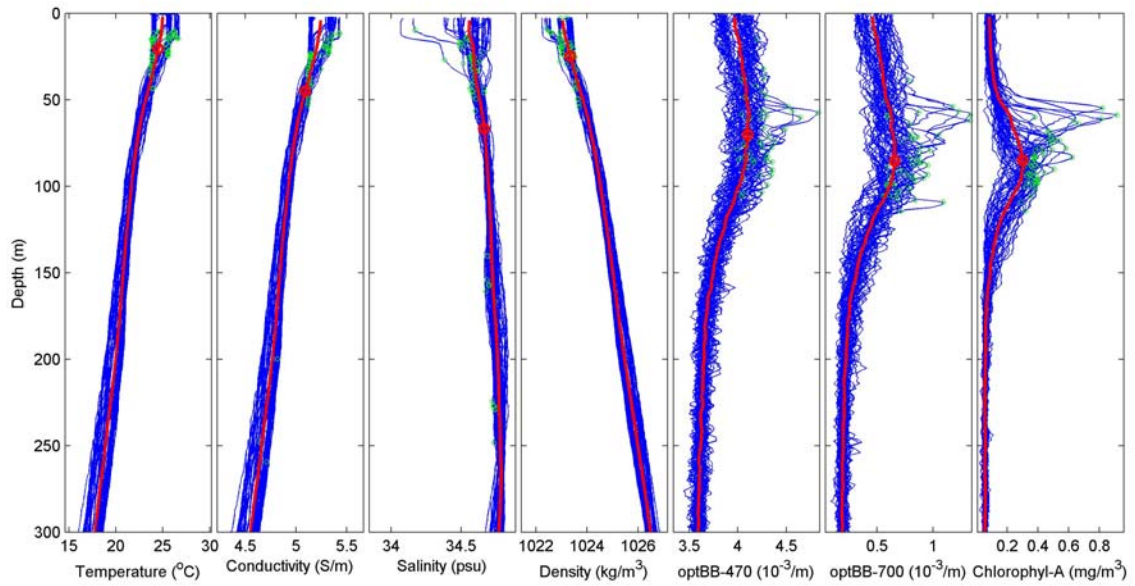 0
50
100
150
200
250
300
Depth (m)
15 20 25 30
4.5 5 5.5
34 34.5
1022 1024 1026
3.5 4 4.5
0.5 1
0.2 0.4 0.6 0.8
Temperature (°C)
Conductivity (S/m)
Salinity (psu)
Density (kg/m³)
optBB-470 (10⁻³/m)
optBB-700 (10⁻³/m)
Chlorophyl-A (mg/m³)